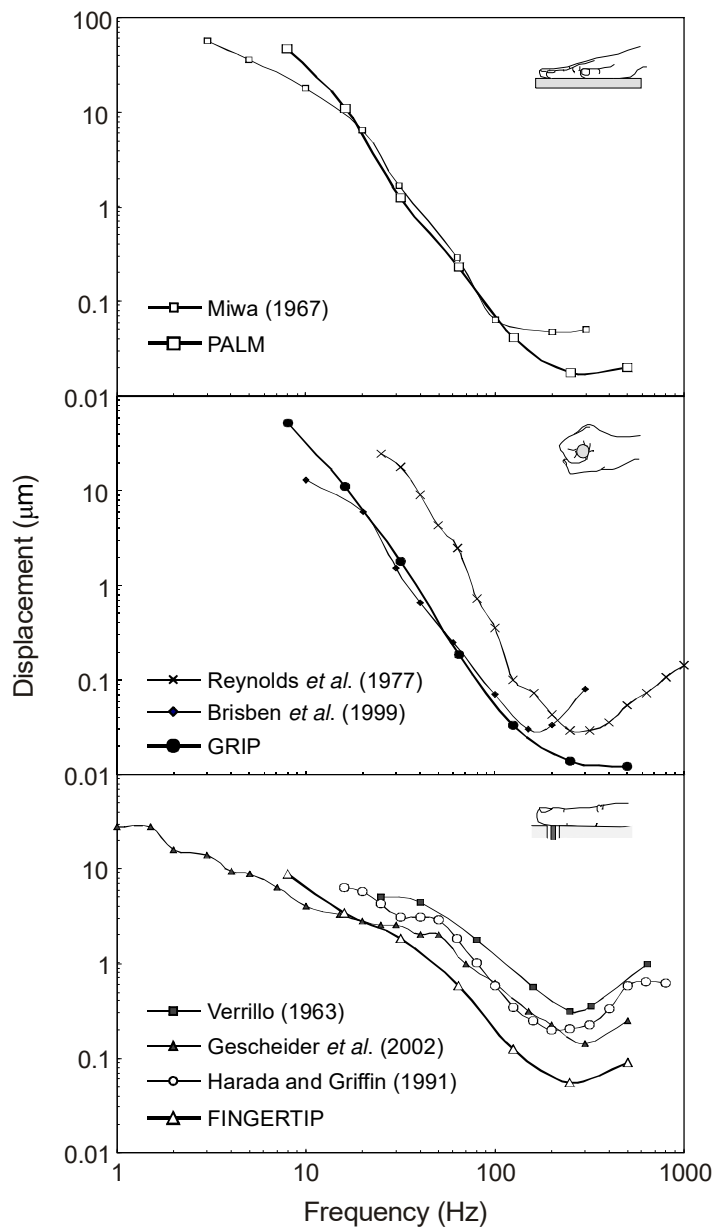 100
10
1
0.1
Miwa (1967)
PALM
0.01
10
1
0.1
Reynolds et al. (1977)
Brisben et al. (1999)
GRIP
0.01
10
1
0.1
Verrillo (1963)
Gescheider et al. (2002)
Harada and Griffin (1991)
FINGERTIP
0.01
1 10 100 1000
Frequency (Hz)
Displacement (μm)